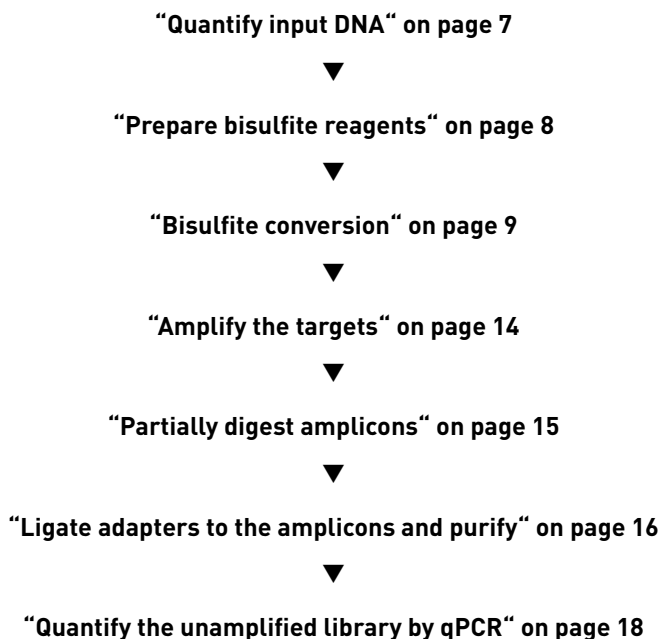 “Quantify input DNA“ on page 7
▼
“Prepare bisulfite reagents“ on page 8
▼
“Bisulfite conversion“ on page 9
▼
“Amplify the targets“ on page 14
▼
“Partially digest amplicons“ on page 15
▼
“Ligate adapters to the amplicons and purify“ on page 16
▼
“Quantify the unamplified library by qPCR“ on page 18